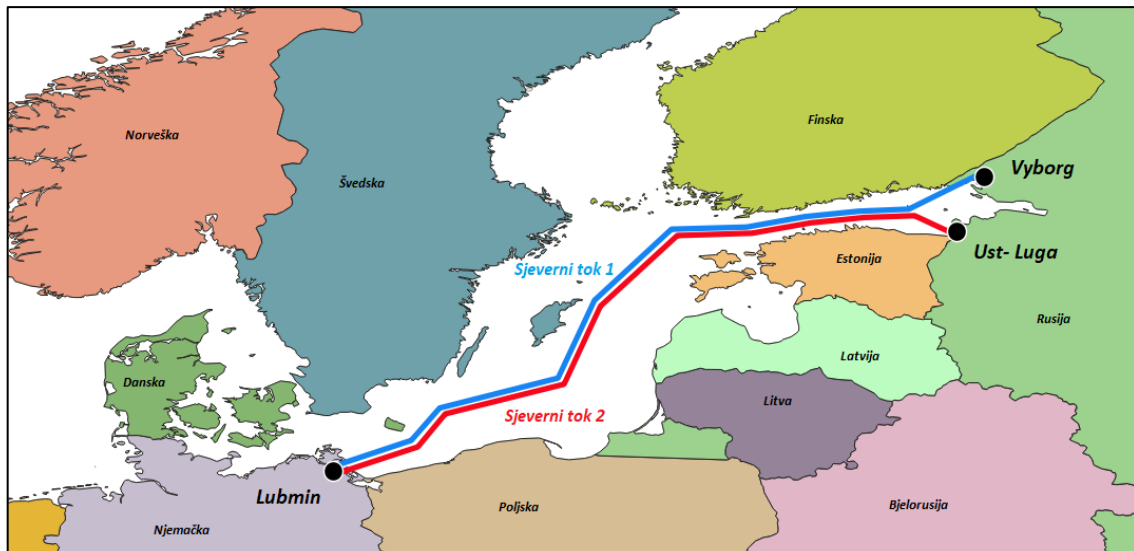 Norveška
Švedska
Finska
Vyborg
Ust- Luga
Estonija
Sjeverni tok 1
Rusija
Latvija
Danska
Litva
Sjeverni tok 2
Lubmin
Poljska
Bjelorusija
Njemačka